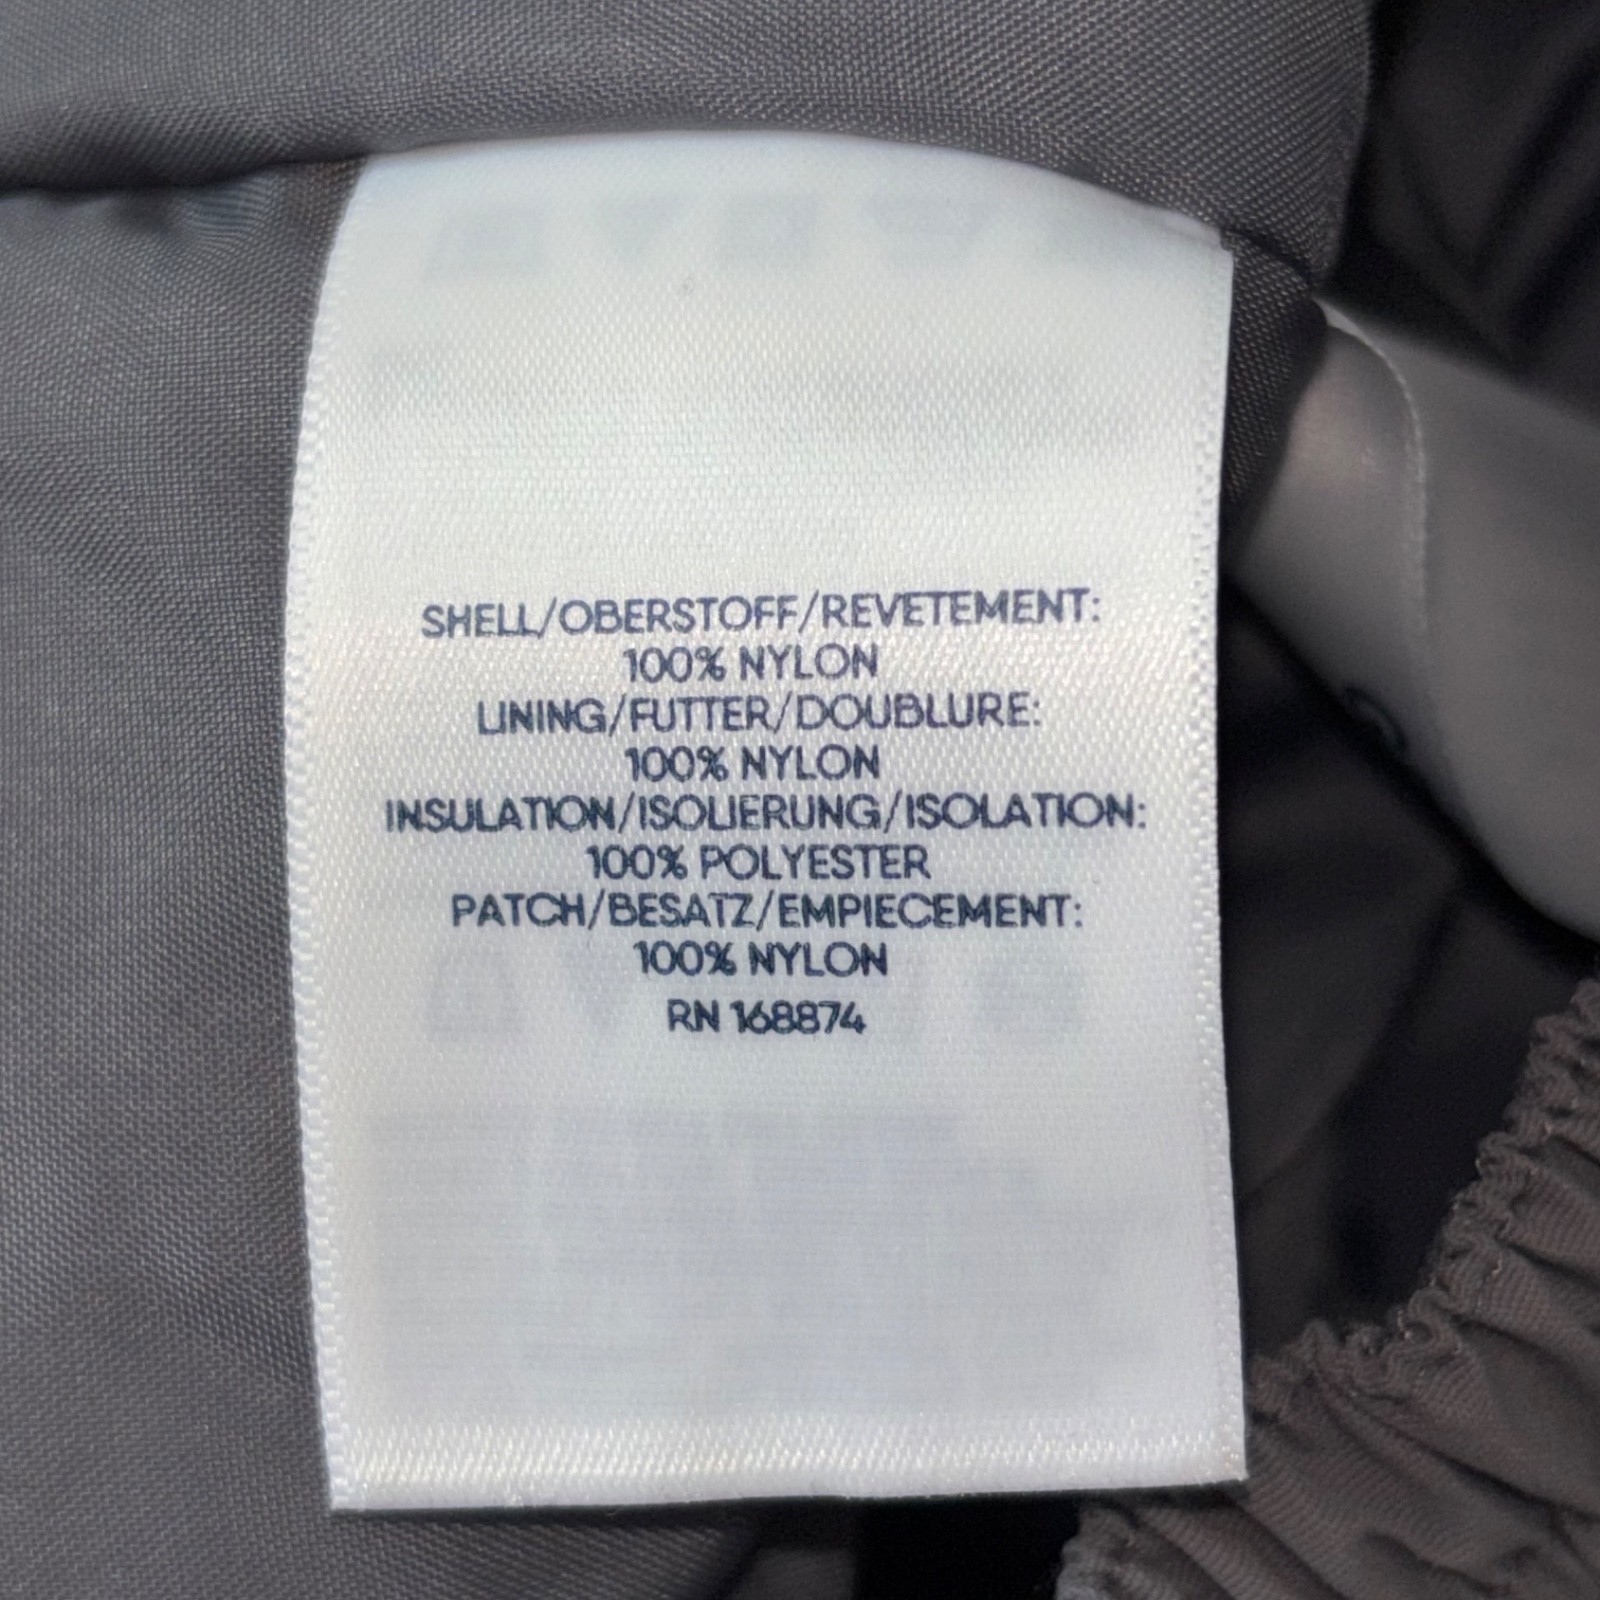 SHELL/OBERSTOFF/REVETEMENT:
100% NYLON
LINING/FUTTER/DOUBLURE:
100% NYLON
INSULATION/ISOLIERUNG/ISOLATION:
100% POLYESTER
PATCH/BESATZ/EMPIECEMENT:
100% NYLON
RN 168874